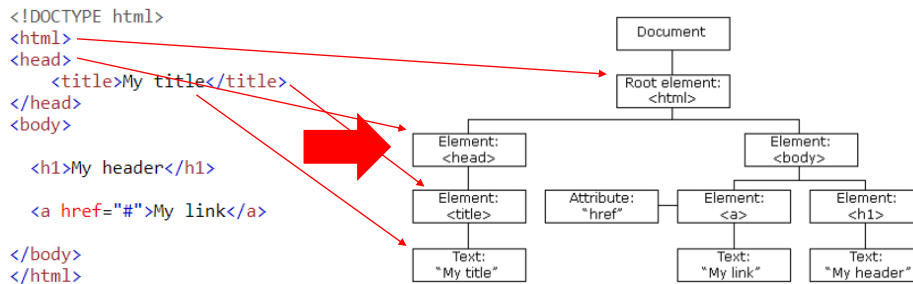 <!DOCTYPE html>
<html>
<head>
<title>My title</title>
</head>
<body>
<h1>My header</h1>
<a href="#">My link</a>
</body>
</html>
Document
Root element:
<html>
Element:
<head>
Element:
<body>
Element:
<title>
Attribute:
"href"
Element:
<a>
Element:
<h1>
Text:
"My title"
Text:
"My link"
Text:
"My header"